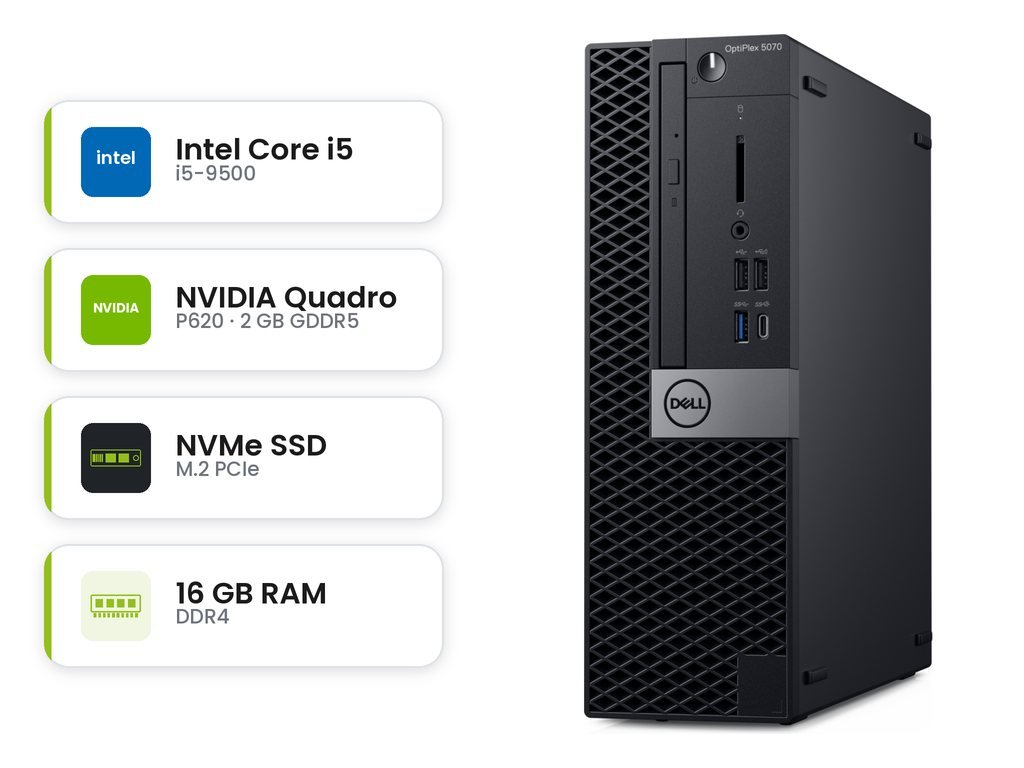 intel
Intel Core i5
i5-9500
NVIDIA
NVIDIA Quadro
P620 · 2 GB GDDR5
NVMe SSD
M.2 PCIe
16 GB RAM
DDR4
OptiPlex 5070
DELL